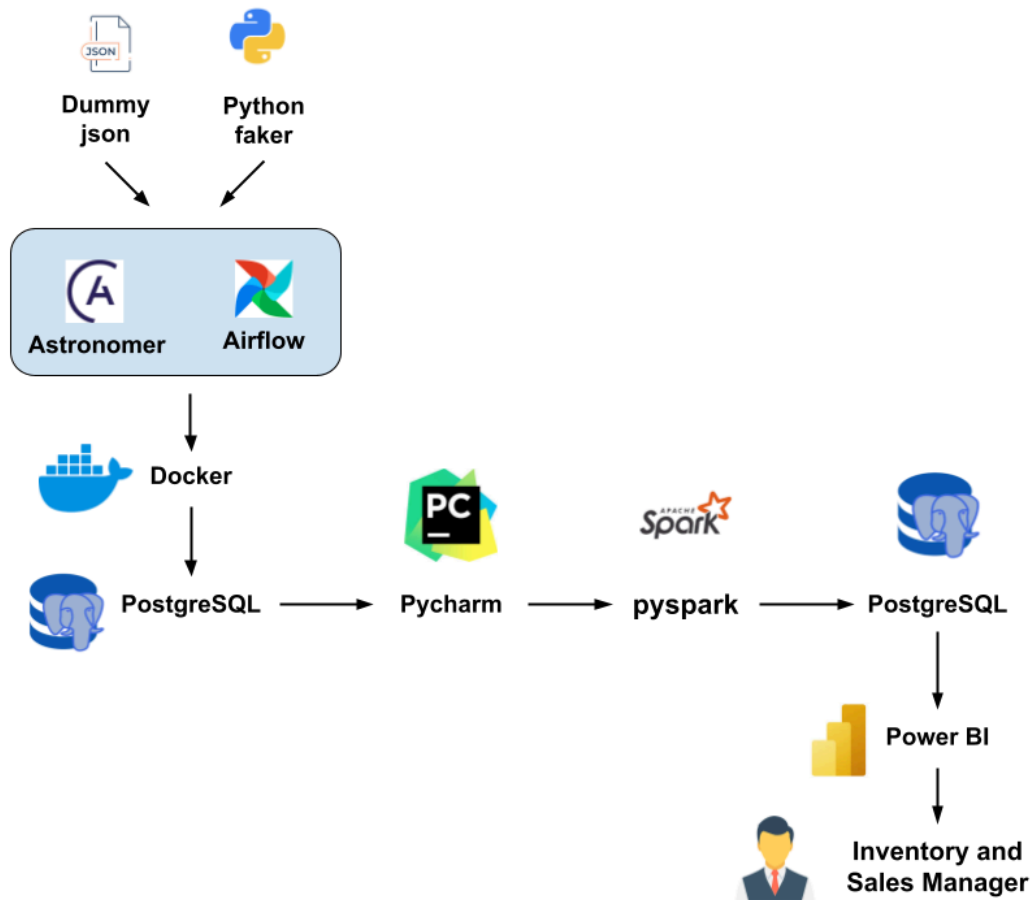 JSON
Dummy
json
Python
faker
A
Astronomer
Airflow
Docker
PC
APACHE
Spark
PostgreSQL
Pycharm
pyspark
PostgreSQL
Power BI
Inventory and
Sales Manager